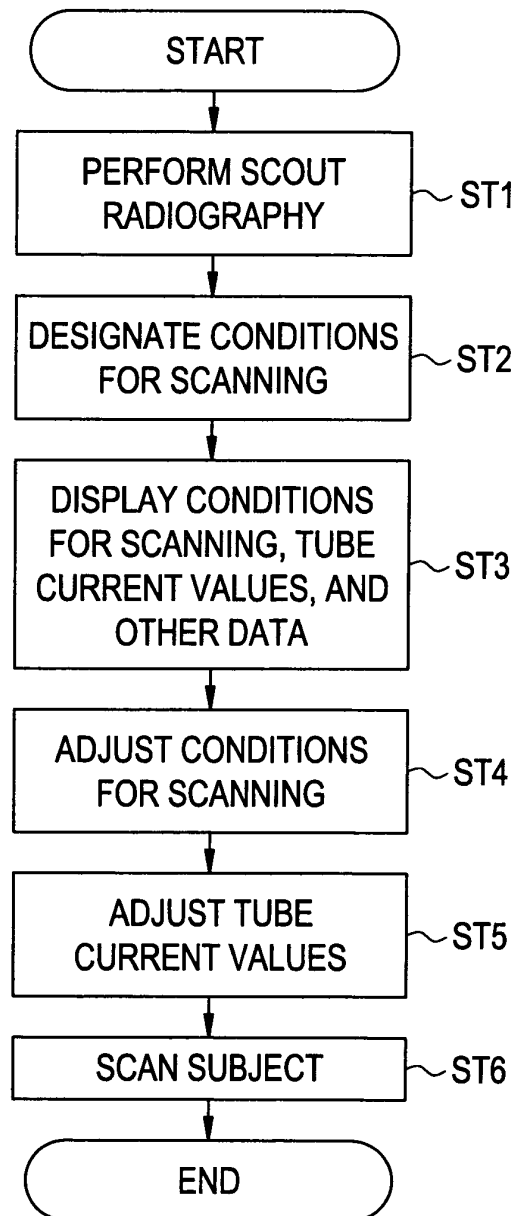 START
PERFORM SCOUT
RADIOGRAPHY
ST1
DESIGNATE CONDITIONS
FOR SCANNING
ST2
DISPLAY CONDITIONS
FOR SCANNING, TUBE
CURRENT VALUES, AND
OTHER DATA
ST3
ADJUST CONDITIONS
FOR SCANNING
ST4
ADJUST TUBE
CURRENT VALUES
ST5
SCAN SUBJECT
ST6
END